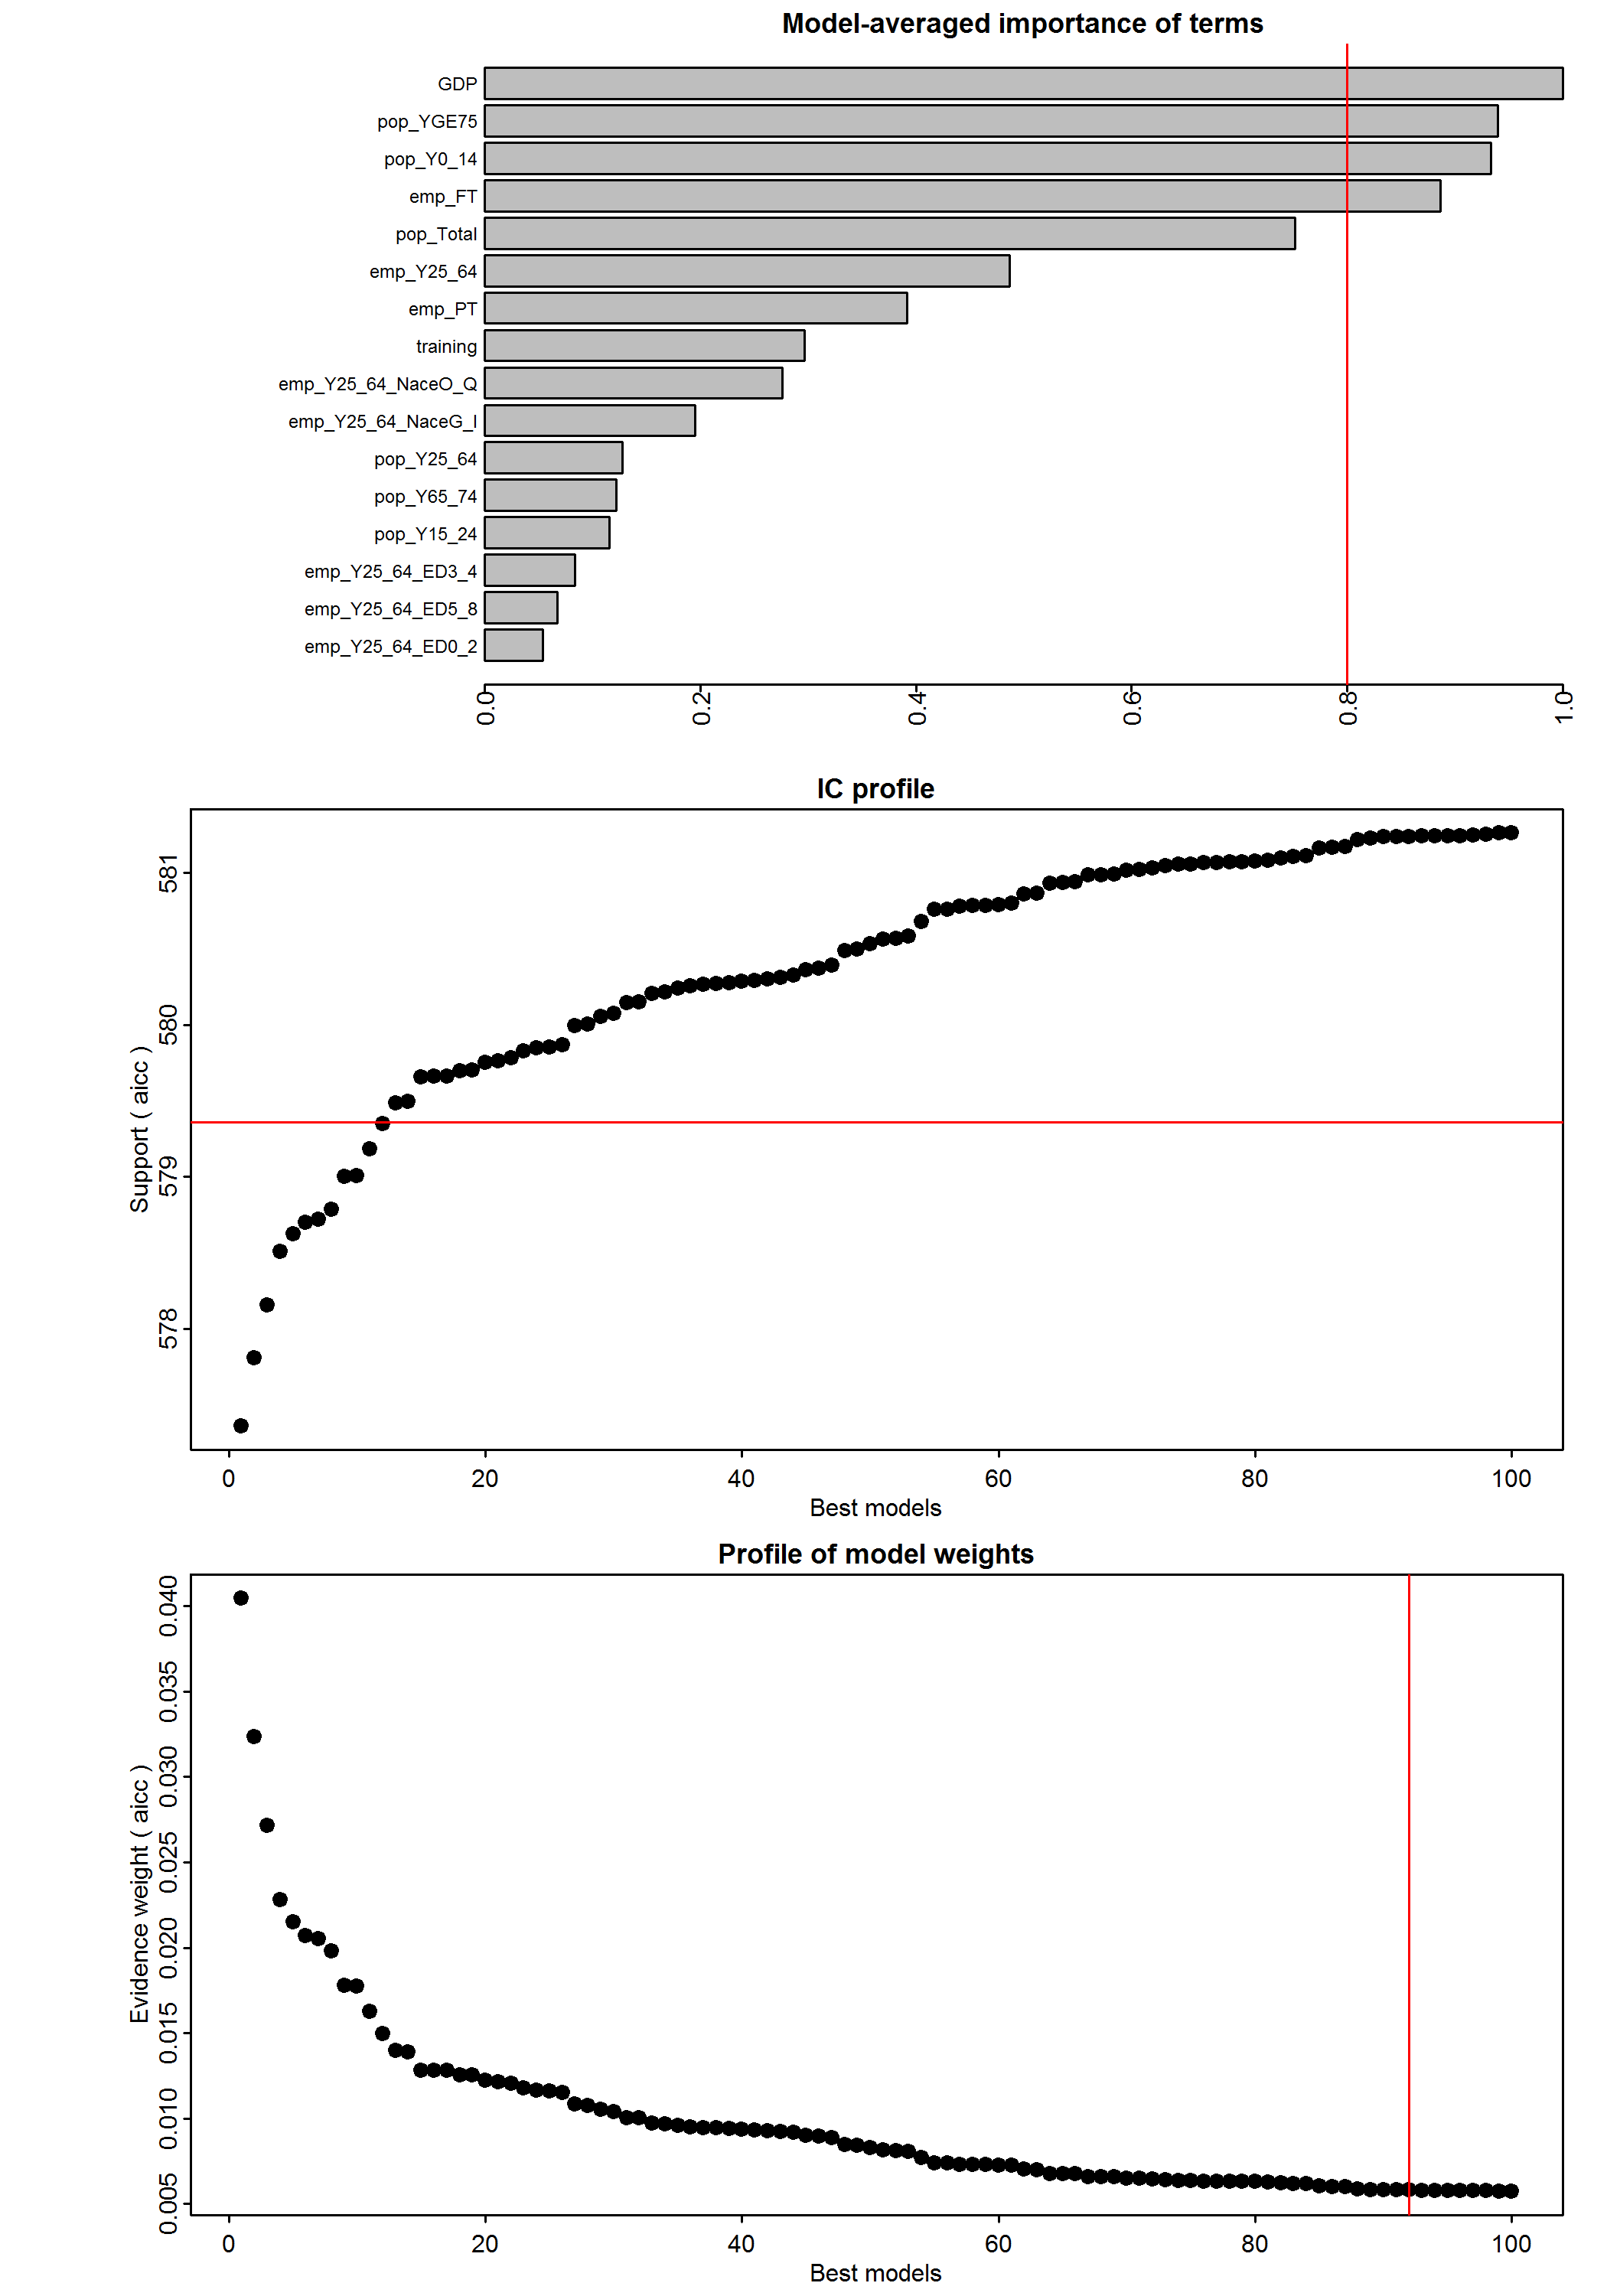 Model-averaged importance of terms
GDP
pop_YGE75
pop_Y0_14
emp_FT
pop_Total
emp_Y25_64
emp_PT
training
emp_Y25_64_NaceO_Q
emp_Y25_64_NaceG_I
pop_Y25_64
pop_Y65_74
pop_Y15_24
emp_Y25_64_ED3_4
emp_Y25_64_ED5_8
emp_Y25_64_ED0_2
0.0 0.2 0.4 0.6 0.8 1.0
IC profile
Support ( aicc )
581
580
579
578
0 20 40 60 80 100
Best models
Profile of model weights
Evidence weight ( aicc )
0.040
0.035
0.030
0.025
0.020
0.015
0.010
0.005
0 20 40 60 80 100
Best models